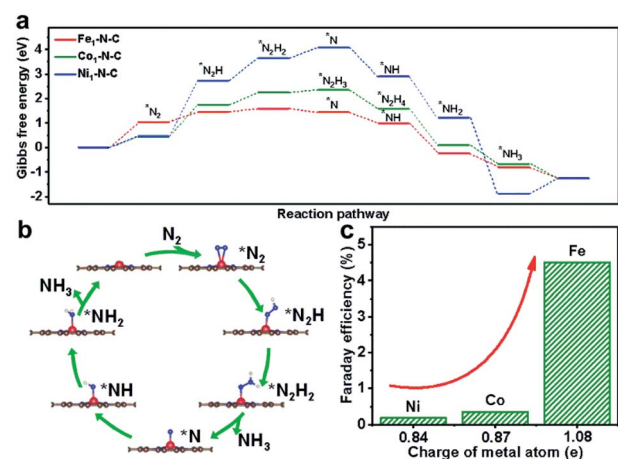 a
Gibbs free energy (eV)
4
3
2
1
0
-1
-2
Fe₁-N-C
Co₁-N-C
Ni₁-N-C
*N₂
*N₂H
*N₂H₂
*N
*NH
*N₂H₃
*N₂H₄
*N
*NH
*NH₂
*NH₃
Reaction pathway
b
N₂
*N₂
*N₂H
*N₂H₂
NH₃
*N
*NH
*NH₂
NH₃
c
Faraday efficiency (%)
5
4
3
2
1
0
Ni
Co
Fe
0.84 0.87 1.08
Charge of metal atom (e)